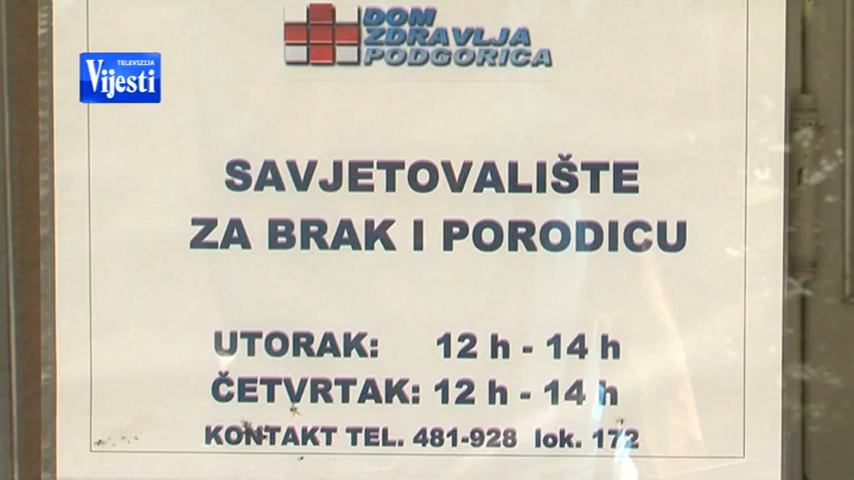 DOM
ZDRAVLJA
PODGORICA
TELEVIZIJA
Vijesti
SAVJETOVALIŠTE
ZA BRAK I PORODICU
UTORAK: 12 h - 14 h
ČETVRTAK: 12 h - 14 h
KONTAKT TEL. 481-928 lok. 172